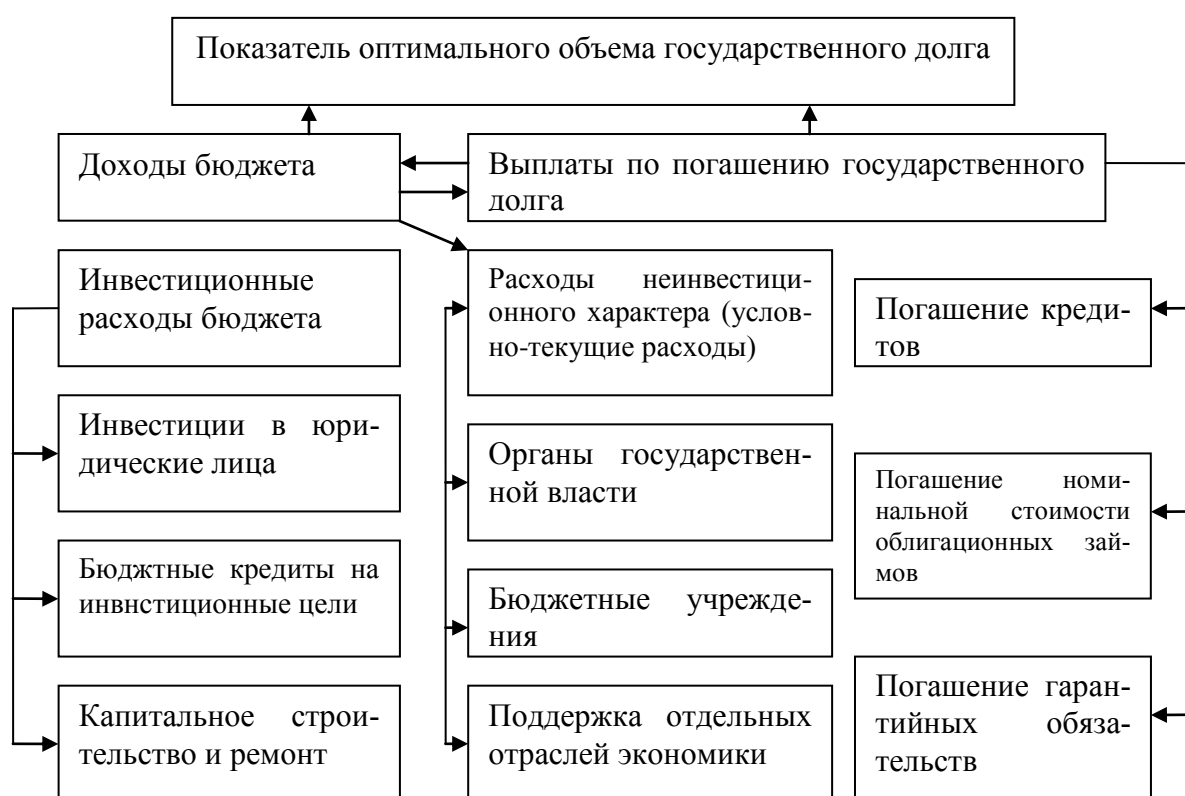 Показатель оптимального объема государственного долга
Доходы бюджета
Выплаты по погашению государственного
долга
Инвестиционные
расходы бюджета
Расходы неинвестици-
онного характера (услов-
но-текущие расходы)
Погашение креди-
тов
Инвестиции в юри-
дические лица
Органы государствен-
ной власти
Погашение номи-
нальной стоимости
облигационных зай-
мов
Бюджтные кредиты на
инвнстиционные цели
Бюджетные учрежде-
ния
Капитальное строи-
тельство и ремонт
Поддержка отдельных
отраслей экономики
Погашение гаран-
тийных обяза-
тельств